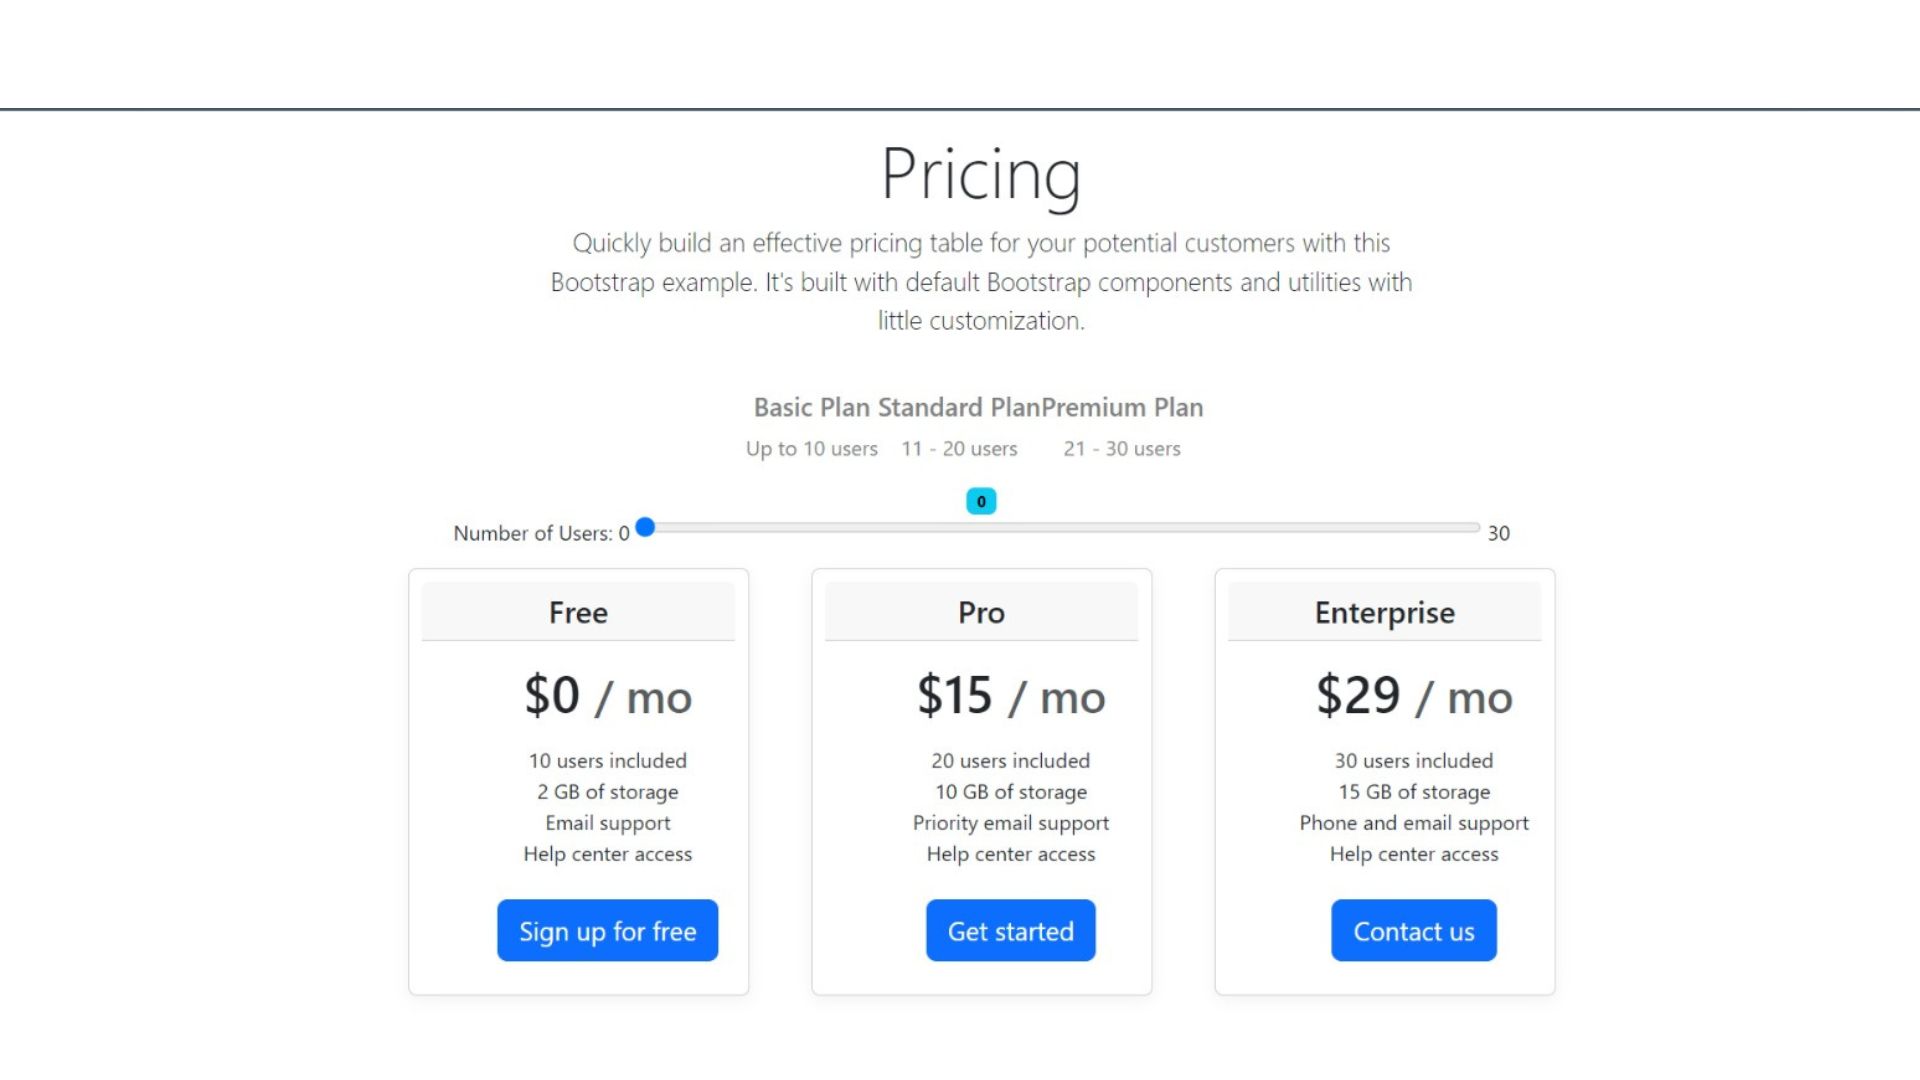 Pricing
Quickly build an effective pricing table for your potential customers with this
Bootstrap example. It's built with default Bootstrap components and utilities with
little customization.
Basic Plan Standard PlanPremium Plan
Up to 10 users 11 - 20 users 21 - 30 users
0
Number of Users: 0 30
Free
$0 / mo
10 users included
2 GB of storage
Email support
Help center access
Sign up for free
Pro
$15 / mo
20 users included
10 GB of storage
Priority email support
Help center access
Get started
Enterprise
$29 / mo
30 users included
15 GB of storage
Phone and email support
Help center access
Contact us